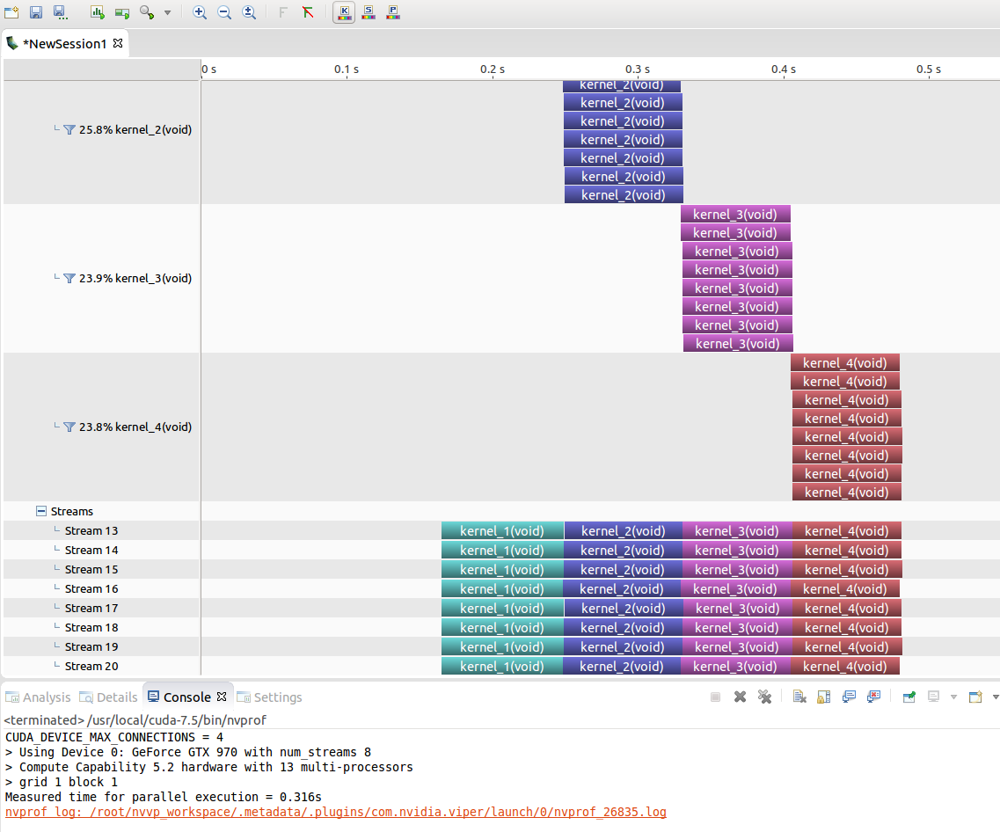 F F K S P
*NewSession1
0 s 0.1 s 0.2 s 0.3 s 0.4 s 0.5 s
kernel_2(void)
kernel_2(void)
kernel_2(void)
25.8% kernel_2(void)
kernel_2(void)
kernel_2(void)
kernel_2(void)
kernel_2(void)
kernel_3(void)
kernel_3(void)
kernel_3(void)
kernel_3(void)
23.9% kernel_3(void)
kernel_3(void)
kernel_3(void)
kernel_3(void)
kernel_3(void)
kernel_4(void)
kernel_4(void)
kernel_4(void)
kernel_4(void)
23.8% kernel_4(void)
kernel_4(void)
kernel_4(void)
kernel_4(void)
kernel_4(void)
Streams
Stream 13 kernel_1(void) kernel_2(void) kernel_3(void) kernel_4(void)
Stream 14 kernel_1(void) kernel_2(void) kernel_3(void) kernel_4(void)
Stream 15 kernel_1(void) kernel_2(void) kernel_3(void) kernel_4(void)
Stream 16 kernel_1(void) kernel_2(void) kernel_3(void) kernel_4(void)
Stream 17 kernel_1(void) kernel_2(void) kernel_3(void) kernel_4(void)
Stream 18 kernel_1(void) kernel_2(void) kernel_3(void) kernel_4(void)
Stream 19 kernel_1(void) kernel_2(void) kernel_3(void) kernel_4(void)
Stream 20 kernel_1(void) kernel_2(void) kernel_3(void) kernel_4(void)
Analysis Details Console Settings
<terminated> /usr/local/cuda-7.5/bin/nvprof
CUDA_DEVICE_MAX_CONNECTIONS = 4
> Using Device 0: GeForce GTX 970 with num_streams 8
> Compute Capability 5.2 hardware with 13 multi-processors
> grid 1 block 1
Measured time for parallel execution = 0.316s
nvprof log: /root/nvvp_workspace/.metadata/.plugins/com.nvidia.viper/launch/0/nvprof_26835.log